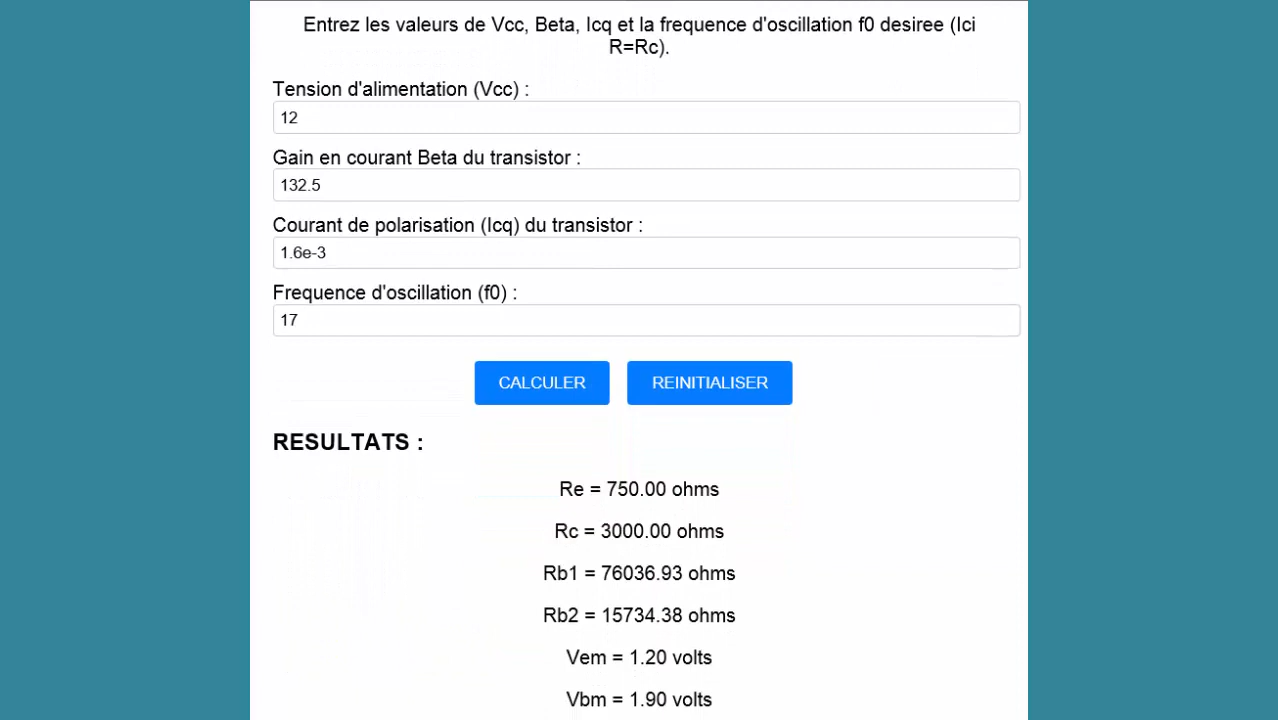 Entrez les valeurs de Vcc, Beta, Icq et la frequence d'oscillation f0 desiree (Ici
R=Rc).
Tension d'alimentation (Vcc) :
12
Gain en courant Beta du transistor :
132.5
Courant de polarisation (Icq) du transistor :
1.6e-3
Frequence d'oscillation (f0) :
17
CALCULER REINITIALISER
RESULTATS :
Re = 750.00 ohms
Rc = 3000.00 ohms
Rb1 = 76036.93 ohms
Rb2 = 15734.38 ohms
Vem = 1.20 volts
Vbm = 1.90 volts